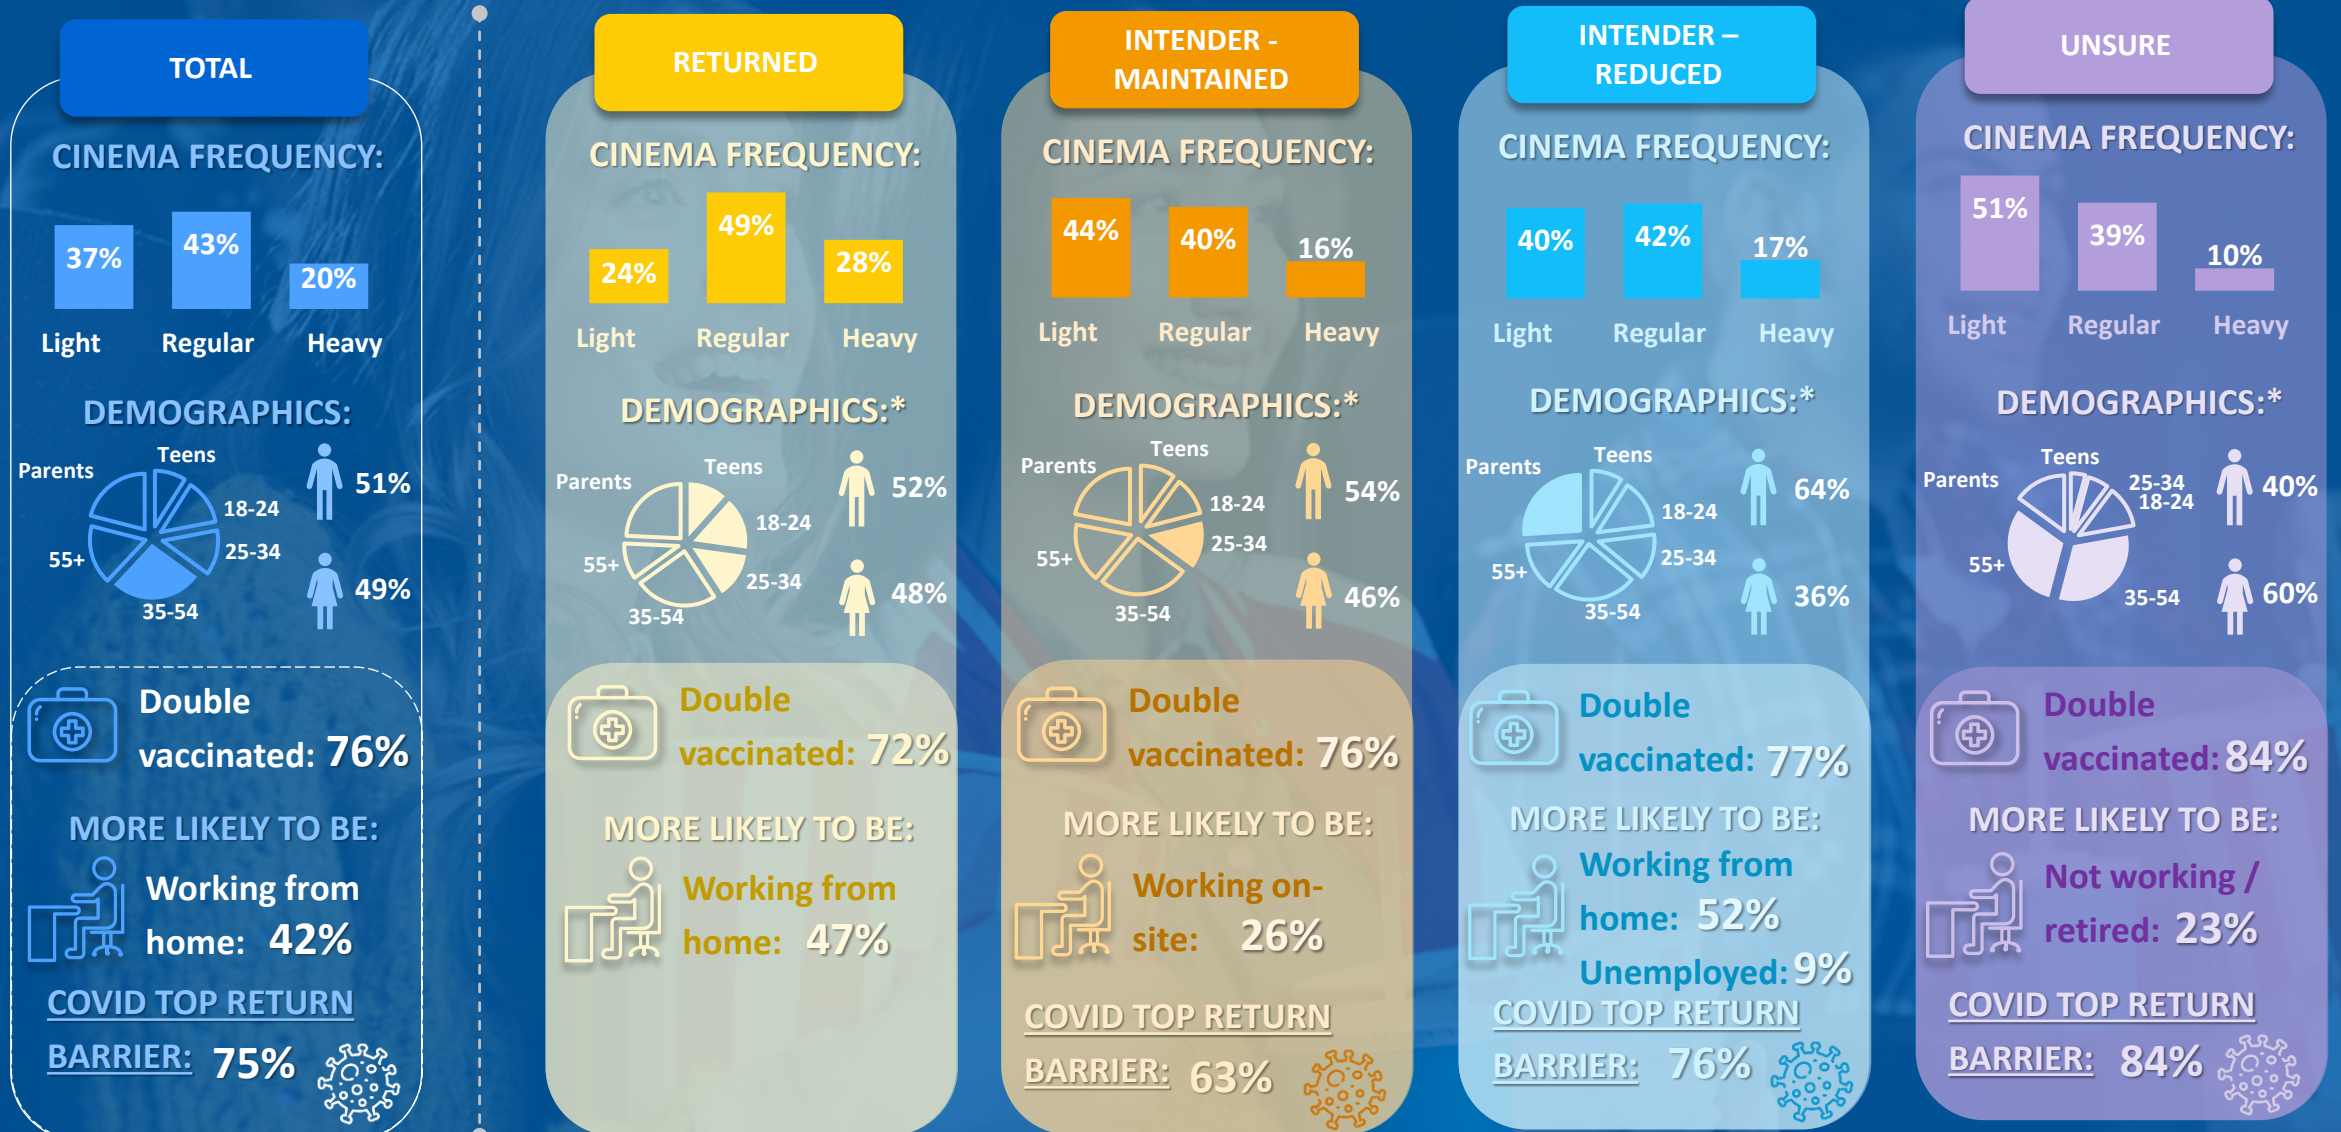 TOTAL
CINEMA FREQUENCY:
37%
43%
20%
Light
Regular
Heavy
DEMOGRAPHICS:
Parents
Teens
18-24
25-34
35-54
55+
51%
49%
Double
vaccinated: 76%
MORE LIKELY TO BE:
Working from
home: 42%
COVID TOP RETURN
BARRIER: 75%
RETURNED
CINEMA FREQUENCY:
24%
49%
28%
Light
Regular
Heavy
DEMOGRAPHICS:*
Parents
Teens
18-24
25-34
35-54
55+
52%
48%
Double
vaccinated: 72%
MORE LIKELY TO BE:
Working from
home: 47%
INTENDER -
MAINTAINED
CINEMA FREQUENCY:
44%
40%
16%
Light
Regular
Heavy
DEMOGRAPHICS:*
Parents
Teens
18-24
25-34
35-54
55+
54%
46%
Double
vaccinated: 76%
MORE LIKELY TO BE:
Working on-
site: 26%
COVID TOP RETURN
BARRIER: 63%
INTENDER –
REDUCED
CINEMA FREQUENCY:
40%
42%
17%
Light
Regular
Heavy
DEMOGRAPHICS:*
Parents
Teens
18-24
25-34
35-54
55+
64%
36%
Double
vaccinated: 77%
MORE LIKELY TO BE:
Working from
home: 52%
Unemployed: 9%
COVID TOP RETURN
BARRIER: 76%
UNSURE
CINEMA FREQUENCY:
51%
39%
10%
Light
Regular
Heavy
DEMOGRAPHICS:*
Parents
Teens
25-34
18-24
35-54
55+
40%
60%
Double
vaccinated: 84%
MORE LIKELY TO BE:
Not working /
retired: 23%
COVID TOP RETURN
BARRIER: 84%